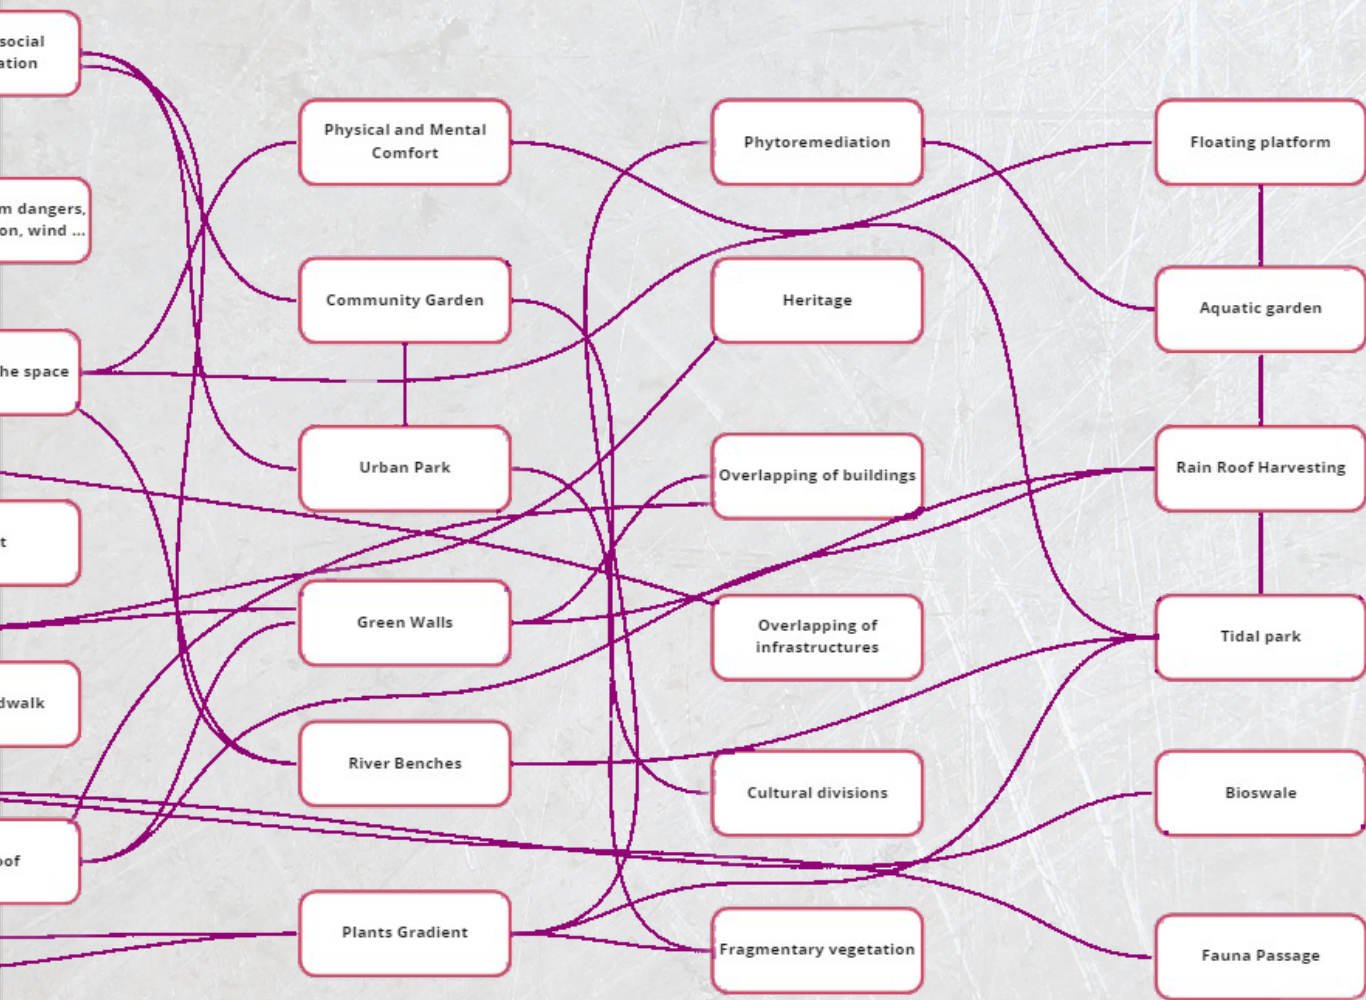 social
ation
m dangers,
on, wind ...
he space
t
dwalk
oof
Physical and Mental
Comfort
Community Garden
Urban Park
Green Walls
River Benches
Plants Gradient
Phytoremediation
Heritage
Overlapping of buildings
Overlapping of
infrastructures
Cultural divisions
Fragmentary vegetation
Floating platform
Aquatic garden
Rain Roof Harvesting
Tidal park
Bioswale
Fauna Passage